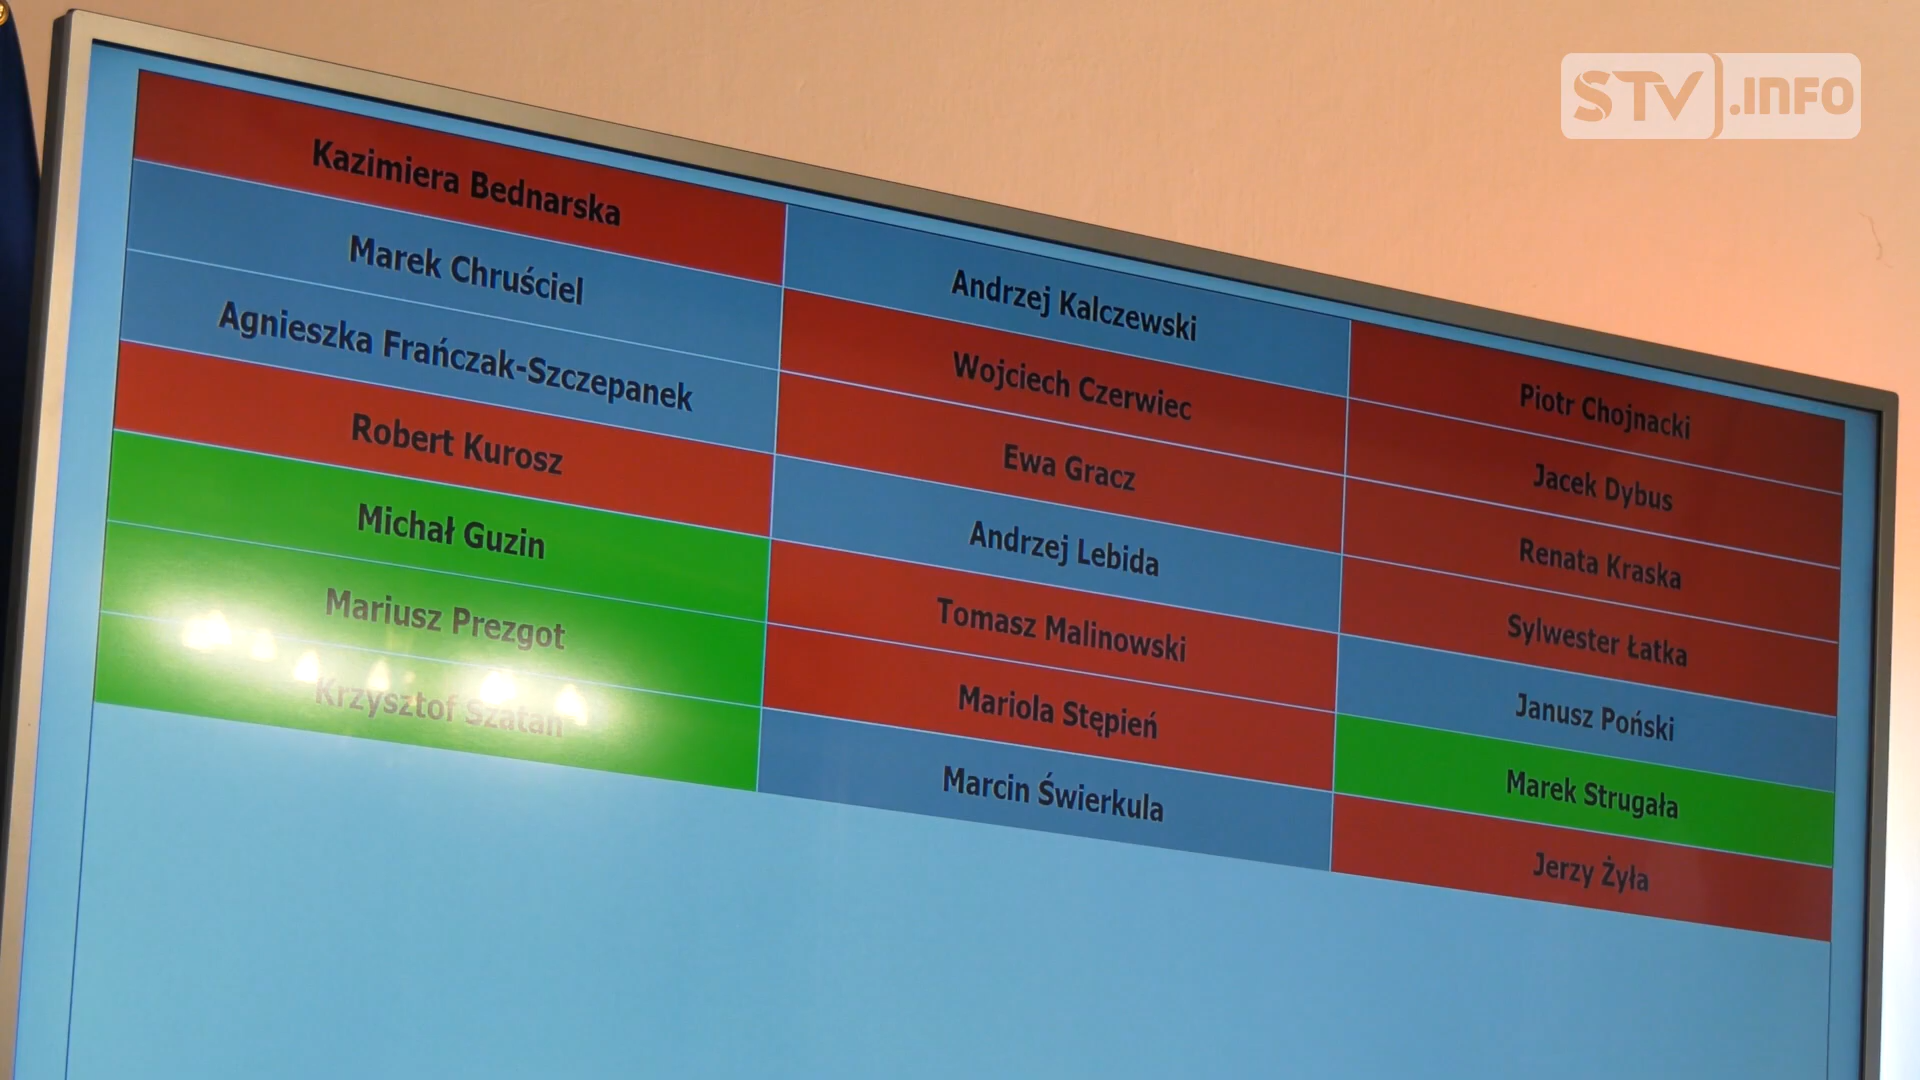 STV.INFO
Kazimiera Bednarska
Marek Chruściel
Agnieszka Frańczak-Szczepanek
Robert Kurosz
Michał Guzin
Mariusz Prezgot
Krzysztof Szatan
Andrzej Kalczewski
Wojciech Czerwiec
Ewa Gracz
Andrzej Lebida
Tomasz Malinowski
Mariola Stępień
Marcin Świerkula
Piotr Chojnacki
Jacek Dybus
Renata Kraska
Sylwester Łatka
Janusz Poński
Marek Strugała
Jerzy Żyła